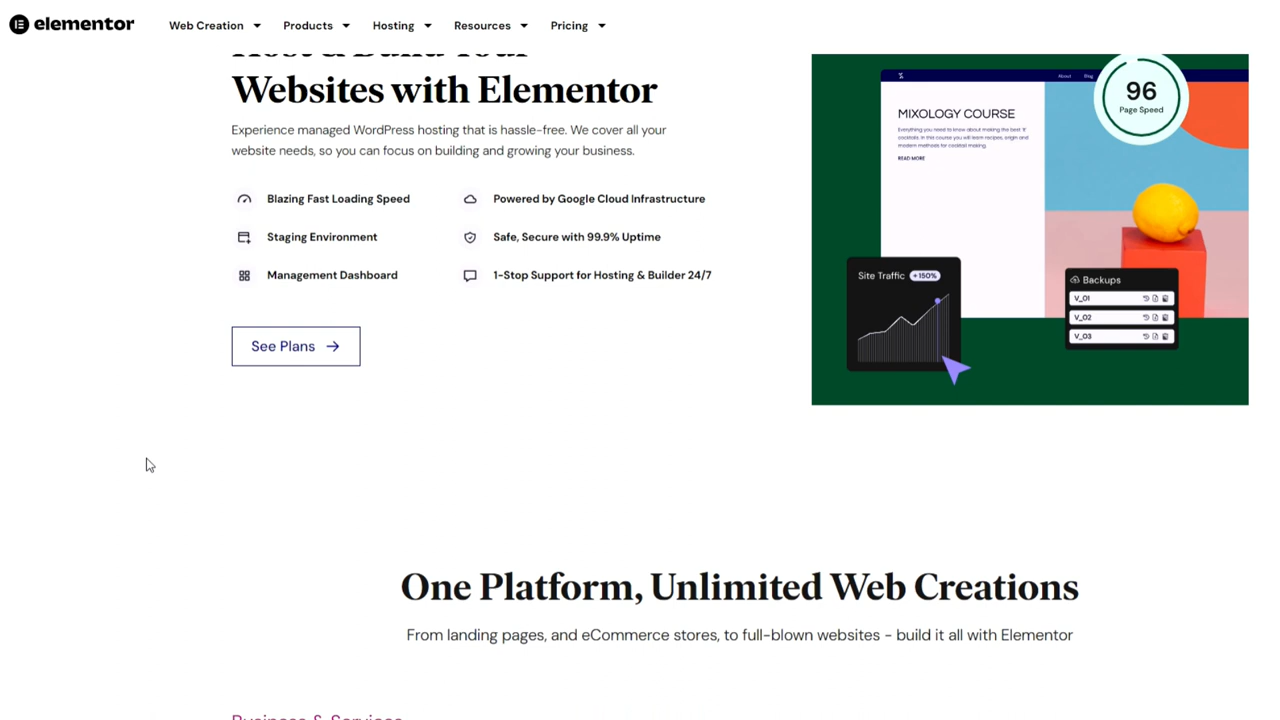 elementor
Web Creation
Products
Hosting
Resources
Pricing
Host & Build Your
Websites with Elementor
Experience managed WordPress hosting that is hassle-free. We cover all your
website needs, so you can focus on building and growing your business.
Blazing Fast Loading Speed
Powered by Google Cloud Infrastructure
Staging Environment
Safe, Secure with 99.9% Uptime
Management Dashboard
1-Stop Support for Hosting & Builder 24/7
See Plans
About
Blog
96
Page Speed
MIXOLOGY COURSE
Everything you need to know about making the best
cocktails. In this course you will learn recipes, origin and
modern methods for cocktail making.
READ MORE
Site Traffic +150%
Backups
V_01
V_02
V_03
One Platform, Unlimited Web Creations
From landing pages, and eCommerce stores, to full-blown websites - build it all with Elementor
Business & Services